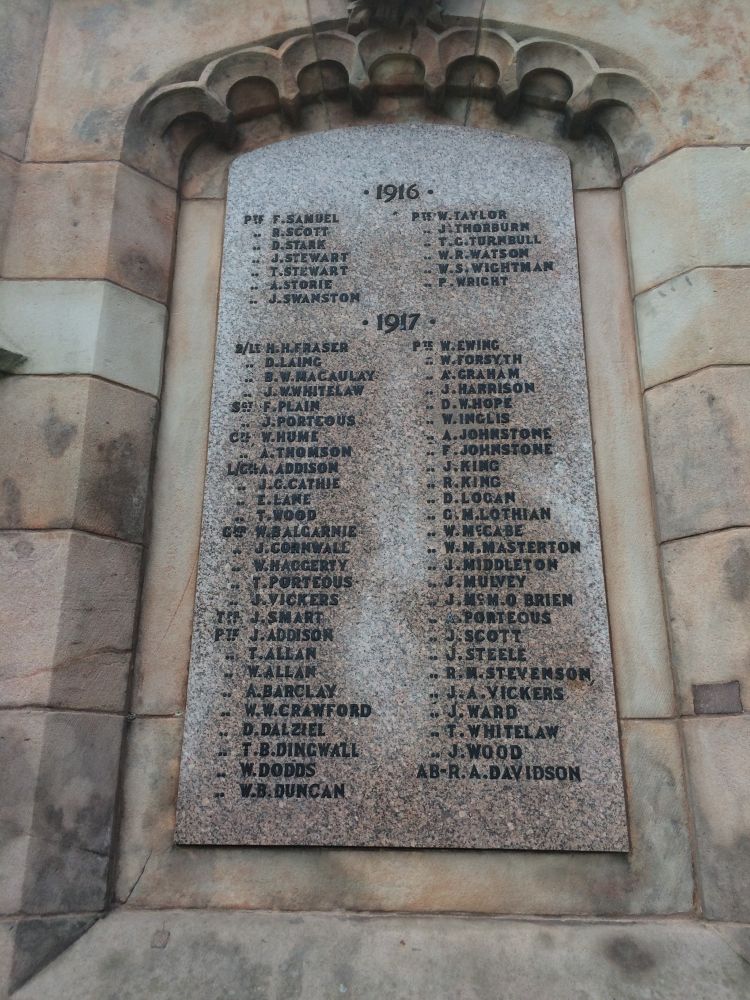 · 1916 ·
PTE F. SAMUEL
" R. SCOTT
" D. STARK
" J. STEWART
" T. STEWART
" A. STORIE
" J. SWANSTON
PTE W. TAYLOR
" J. THORBURN
" T. G. TURNBULL
" W. R. WATSON
" W. S. WIGHTMAN
" P. WRIGHT
· 1917 ·
2/LT H. H. FRASER
" D. LAING
" B. W. MACAULAY
" J. W. WHITELAW
SGT F. PLAIN
" J. PORTEOUS
CPL W. HUME
" A. THOMSON
L/CPL A. ADDISON
" J. G. CATHIE
" E. LANE
" T. WOOD
GNR W. BALGARNIE
" J. CORNWALL
" W. HAGGERTY
" T. PORTEOUS
" J. VICKERS
TPR J. SMART
PTE J. ADDISON
" T. ALLAN
" W. ALLAN
" A. BARCLAY
" W. W. CRAWFORD
" D. DALZIEL
" T. B. DINGWALL
" W. DODDS
" W. B. DUNCAN
PTE W. EWING
" W. FORSYTH
" A. GRAHAM
" J. HARRISON
" D. W. HOPE
" W. INGLIS
" A. JOHNSTONE
" F. JOHNSTONE
" J. KING
" R. KING
" D. LOGAN
" G. M. LOTHIAN
" W. McCABE
" W. M. MASTERTON
" J. MIDDLETON
" J. MULVEY
" J. McM. O BRIEN
" A. PORTEOUS
" J. SCOTT
" J. STEELE
" R. M. STEVENSON
" J. A. VICKERS
" J. WARD
" T. WHITELAW
" J. WOOD
AB - R. A. DAVIDSON